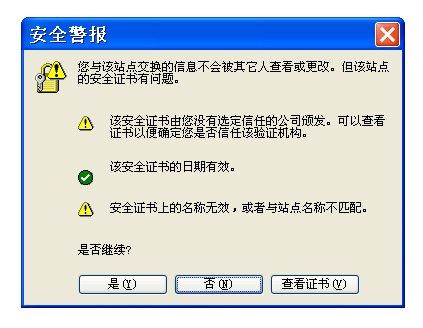 安全警报
您与该站点交换的信息不会被其它人查看或更改。但该站点
的安全证书有问题。
该安全证书由您没有选定信任的公司颁发。可以查看
证书以便确定您是否信任该验证机构。
该安全证书的日期有效。
安全证书上的名称无效，或者与站点名称不匹配。
是否继续?
是(Y) 否(N) 查看证书(V)